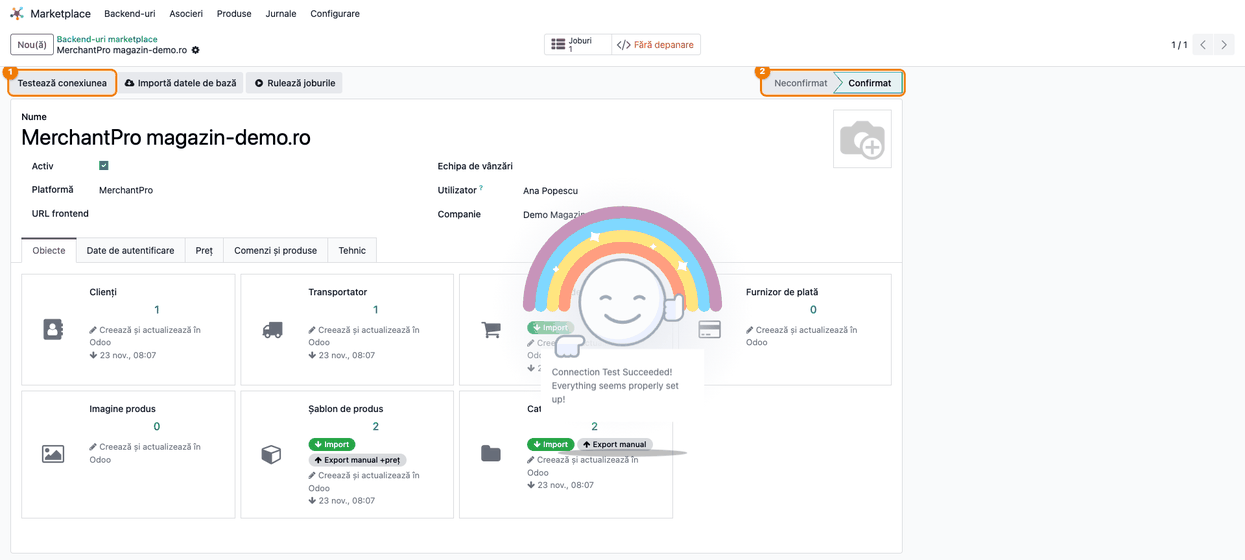 Marketplace Backend-uri Asocieri Produse Jurnale Configurare
Nou(ă) Backend-uri marketplace
MerchantPro magazin-demo.ro
Joburi
1
Fără depanare
1 / 1
1
Testează conexiunea Importă datele de bază Rulează joburile
2
Neconfirmat Confirmat
Nume
MerchantPro magazin-demo.ro
Activ
Echipa de vânzări
Platformă MerchantPro
Utilizator ? Ana Popescu
URL frontend
Companie Demo Magazin
Obiecte Date de autentificare Preț Comenzi și produse Tehnic
Clienți
1
Creează și actualizează în
Odoo
23 nov., 08:07
Transportator
1
Creează și actualizează în
Odoo
23 nov., 08:07
Import
Furnizor de plată
0
Creează și actualizează în
Odoo
Connection Test Succeeded!
Everything seems properly set
up!
Imagine produs
0
Creează și actualizează în
Odoo
Șablon de produs
2
Import
Export manual +preț
Creează și actualizează în
Odoo
23 nov., 08:07
2
Import Export manual
Creează și actualizează în
Odoo
23 nov., 08:07